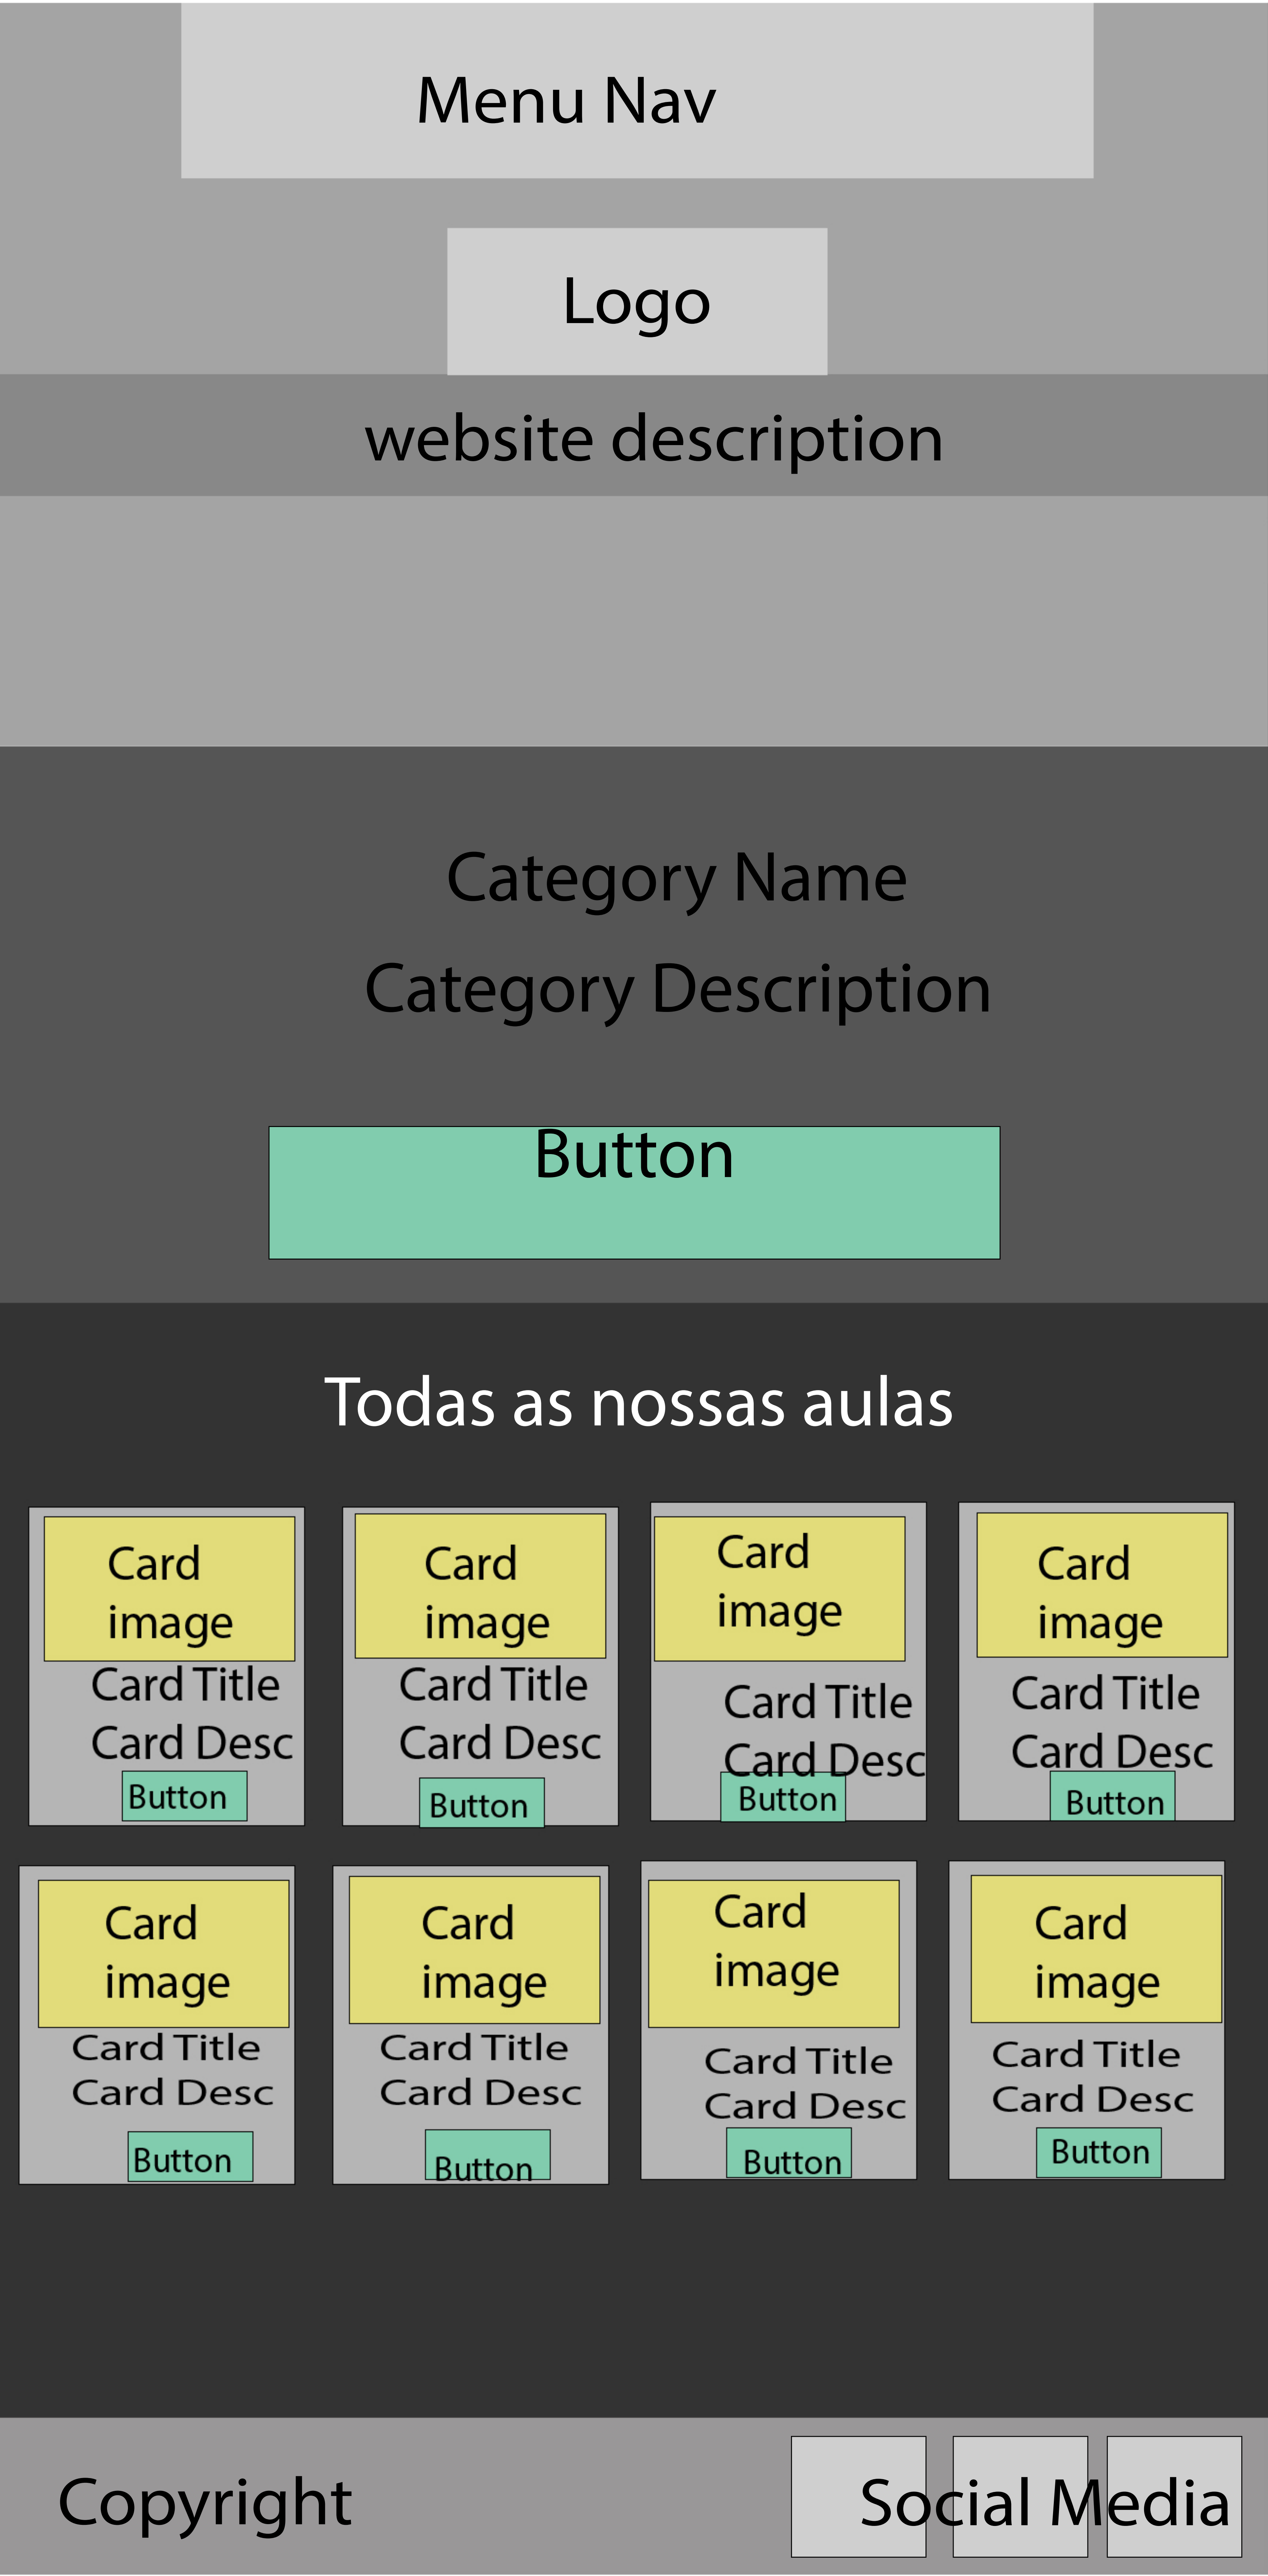 Menu Nav
Logo
website description
Category Name
Category Description
Button
Todas as nossas aulas
Card
image
Card Title
Card Desc
Button
Card
image
Card Title
Card Desc
Button
Card
image
Card Title
Card Desc
Button
Card
image
Card Title
Card Desc
Button
Card
image
Card Title
Card Desc
Button
Card
image
Card Title
Card Desc
Button
Card
image
Card Title
Card Desc
Button
Card
image
Card Title
Card Desc
Button
Copyright
Social Media